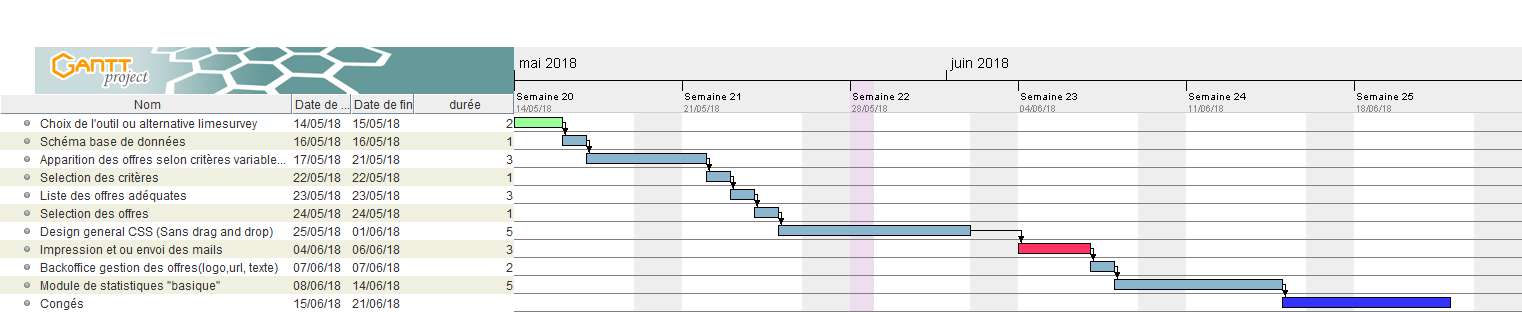 GANTT
project
mai 2018
juin 2018
Semaine 20
Semaine 21
Semaine 22
Semaine 23
Semaine 24
Semaine 25
14/05/18
21/05/18
28/05/18
04/06/18
11/06/18
18/06/18
Nom Date de ... Date de fin durée
Choix de l'outil ou alternative limesurvey 14/05/18 15/05/18 2
Schéma base de données 16/05/18 16/05/18 1
Apparition des offres selon critères variable... 17/05/18 21/05/18 3
Selection des critères 22/05/18 22/05/18 1
Liste des offres adéquates 23/05/18 23/05/18 3
Selection des offres 24/05/18 24/05/18 1
Design general CSS (Sans drag and drop) 25/05/18 01/06/18 5
Impression et ou envoi des mails 04/06/18 06/06/18 3
Backoffice gestion des offres(logo,url, texte) 07/06/18 07/06/18 2
Module de statistiques "basique" 08/06/18 14/06/18 5
Congés 15/06/18 21/06/18